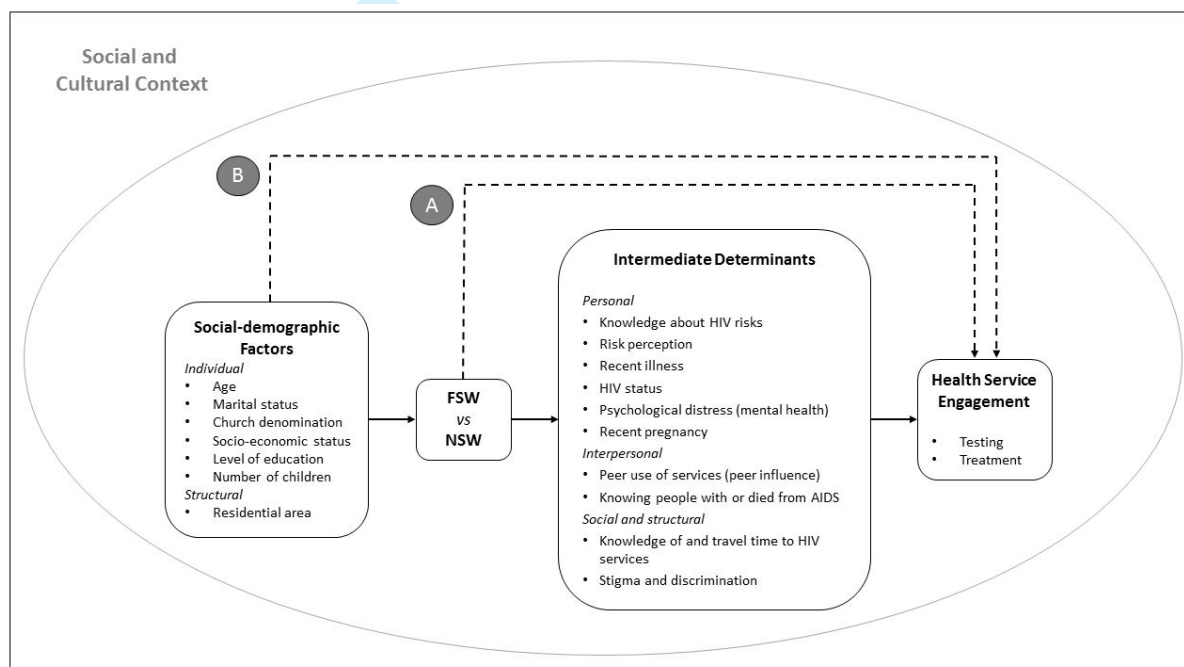 Social and
Cultural Context
B
A
Social-demographic
Factors
Individual
• Age
• Marital status
• Church denomination
• Socio-economic status
• Level of education
• Number of children
Structural
• Residential area
FSW
vs
NSW
Intermediate Determinants
Personal
• Knowledge about HIV risks
• Risk perception
• Recent illness
• HIV status
• Psychological distress (mental health)
• Recent pregnancy
Interpersonal
• Peer use of services (peer influence)
• Knowing people with or died from AIDS
Social and structural
• Knowledge of and travel time to HIV
services
• Stigma and discrimination
Health Service
Engagement
• Testing
• Treatment